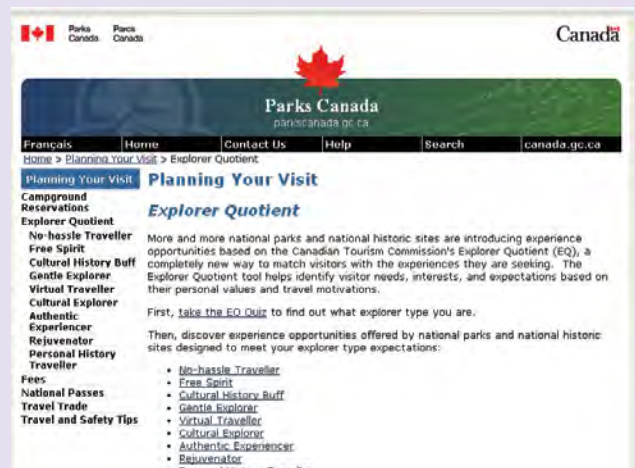 Parks Canada Parcs Canada
Canada
Parks Canada
parkscanada.gc.ca
Français Home Contact Us Help Search canada.gc.ca
Home > Planning Your Visit > Explorer Quotient
Planning Your Visit
Campground
Reservations
Explorer Quotient
No-hassle Traveller
Free Spirit
Cultural History Buff
Gentle Explorer
Virtual Traveller
Cultural Explorer
Authentic
Experiencer
Rejuvenator
Personal History
Traveller
Fees
National Passes
Travel Trade
Travel and Safety Tips
Planning Your Visit
Explorer Quotient
More and more national parks and national historic sites are introducing experience
opportunities based on the Canadian Tourism Commission's Explorer Quotient (EQ), a
completely new way to match visitors with the experiences they are seeking. The
Explorer Quotient tool helps identify visitor needs, interests, and expectations based on
their personal values and travel motivations.
First, take the EQ Quiz to find out what explorer type you are.
Then, discover experience opportunities offered by national parks and national historic
sites designed to meet your explorer type expectations:
• No-hassle Traveller
• Free Spirit
• Cultural History Buff
• Gentle Explorer
• Virtual Traveller
• Cultural Explorer
• Authentic Experiencer
• Rejuvenator